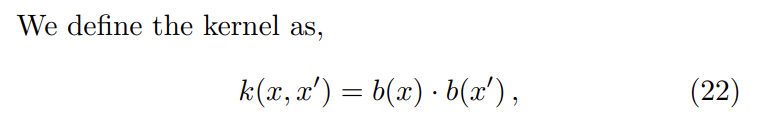 We define the kernel as,
k(x, x′) = b(x) · b(x′) , (22)